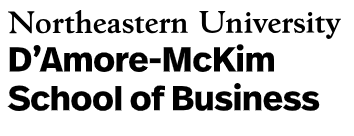 Northeastern University
D’Amore-McKim
School of Business